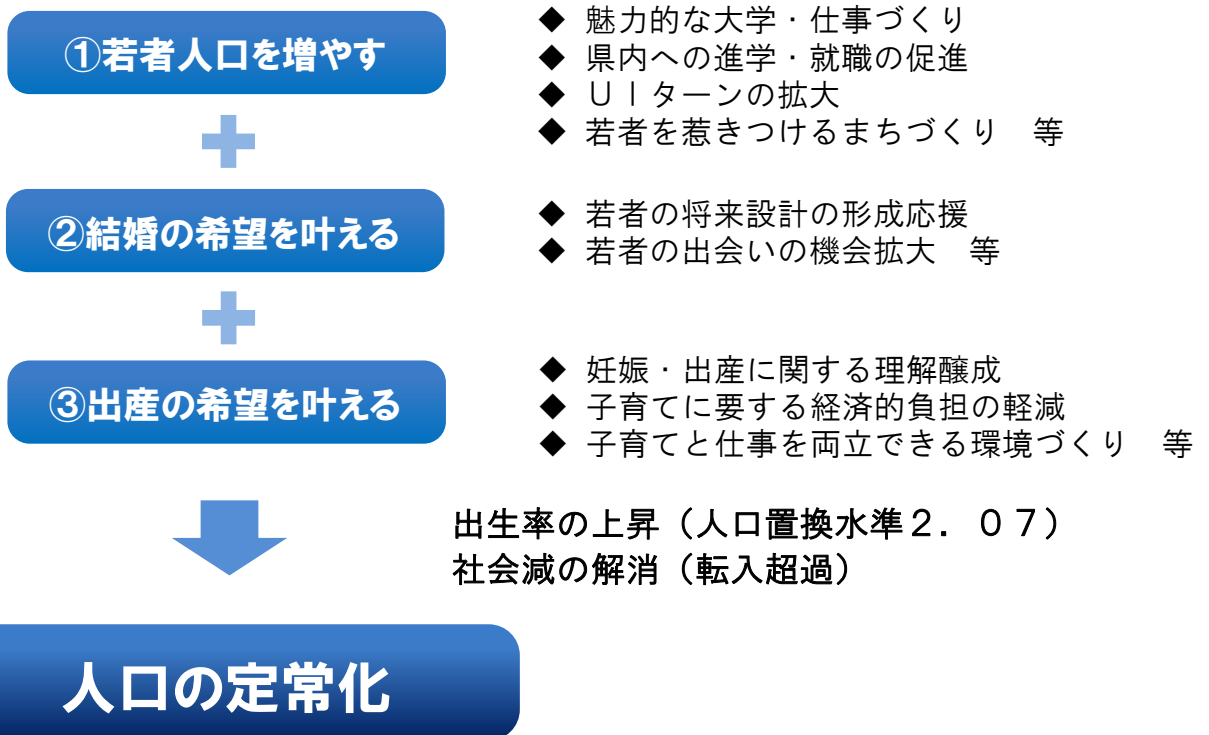 ①若者人口を増やす
◆ 魅力的な大学・仕事づくり
◆ 県内への進学・就職の促進
◆ ＵＩターンの拡大
◆ 若者を惹きつけるまちづくり　等
②結婚の希望を叶える
◆ 若者の将来設計の形成応援
◆ 若者の出会いの機会拡大　等
③出産の希望を叶える
◆ 妊娠・出産に関する理解醸成
◆ 子育てに要する経済的負担の軽減
◆ 子育てと仕事を両立できる環境づくり　等
出生率の上昇（人口置換水準２．０７）
社会減の解消（転入超過）
人口の定常化